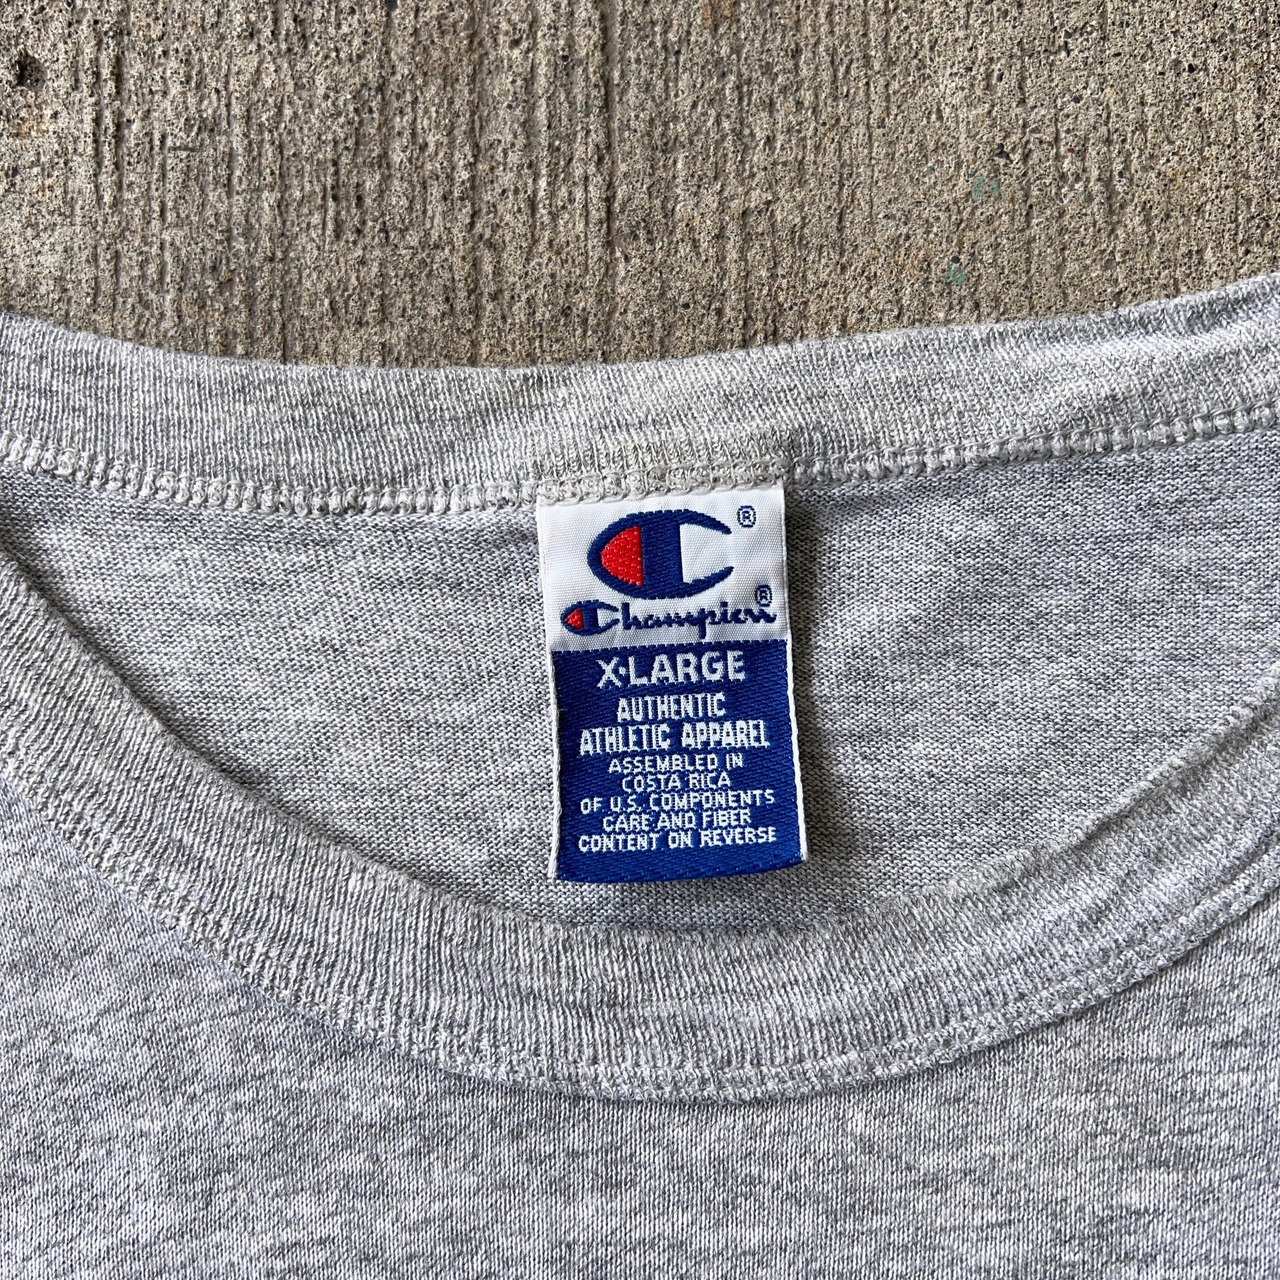 ®
Champion®
X-LARGE
AUTHENTIC
ATHLETIC APPAREL
ASSEMBLED IN
COSTA RICA
OF U.S. COMPONENTS
CARE AND FIBER
CONTENT ON REVERSE